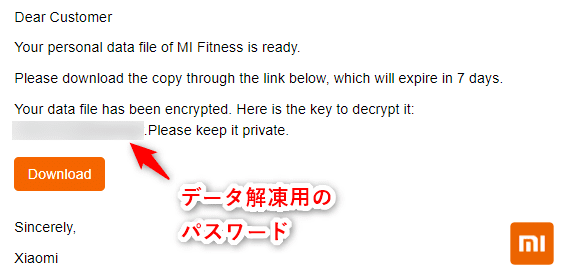 Dear Customer
Your personal data file of MI Fitness is ready.
Please download the copy through the link below, which will expire in 7 days.
Your data file has been encrypted. Here is the key to decrypt it:
.Please keep it private.
Download
データ解凍用の
パスワード
Sincerely,
Xiaomi
mi